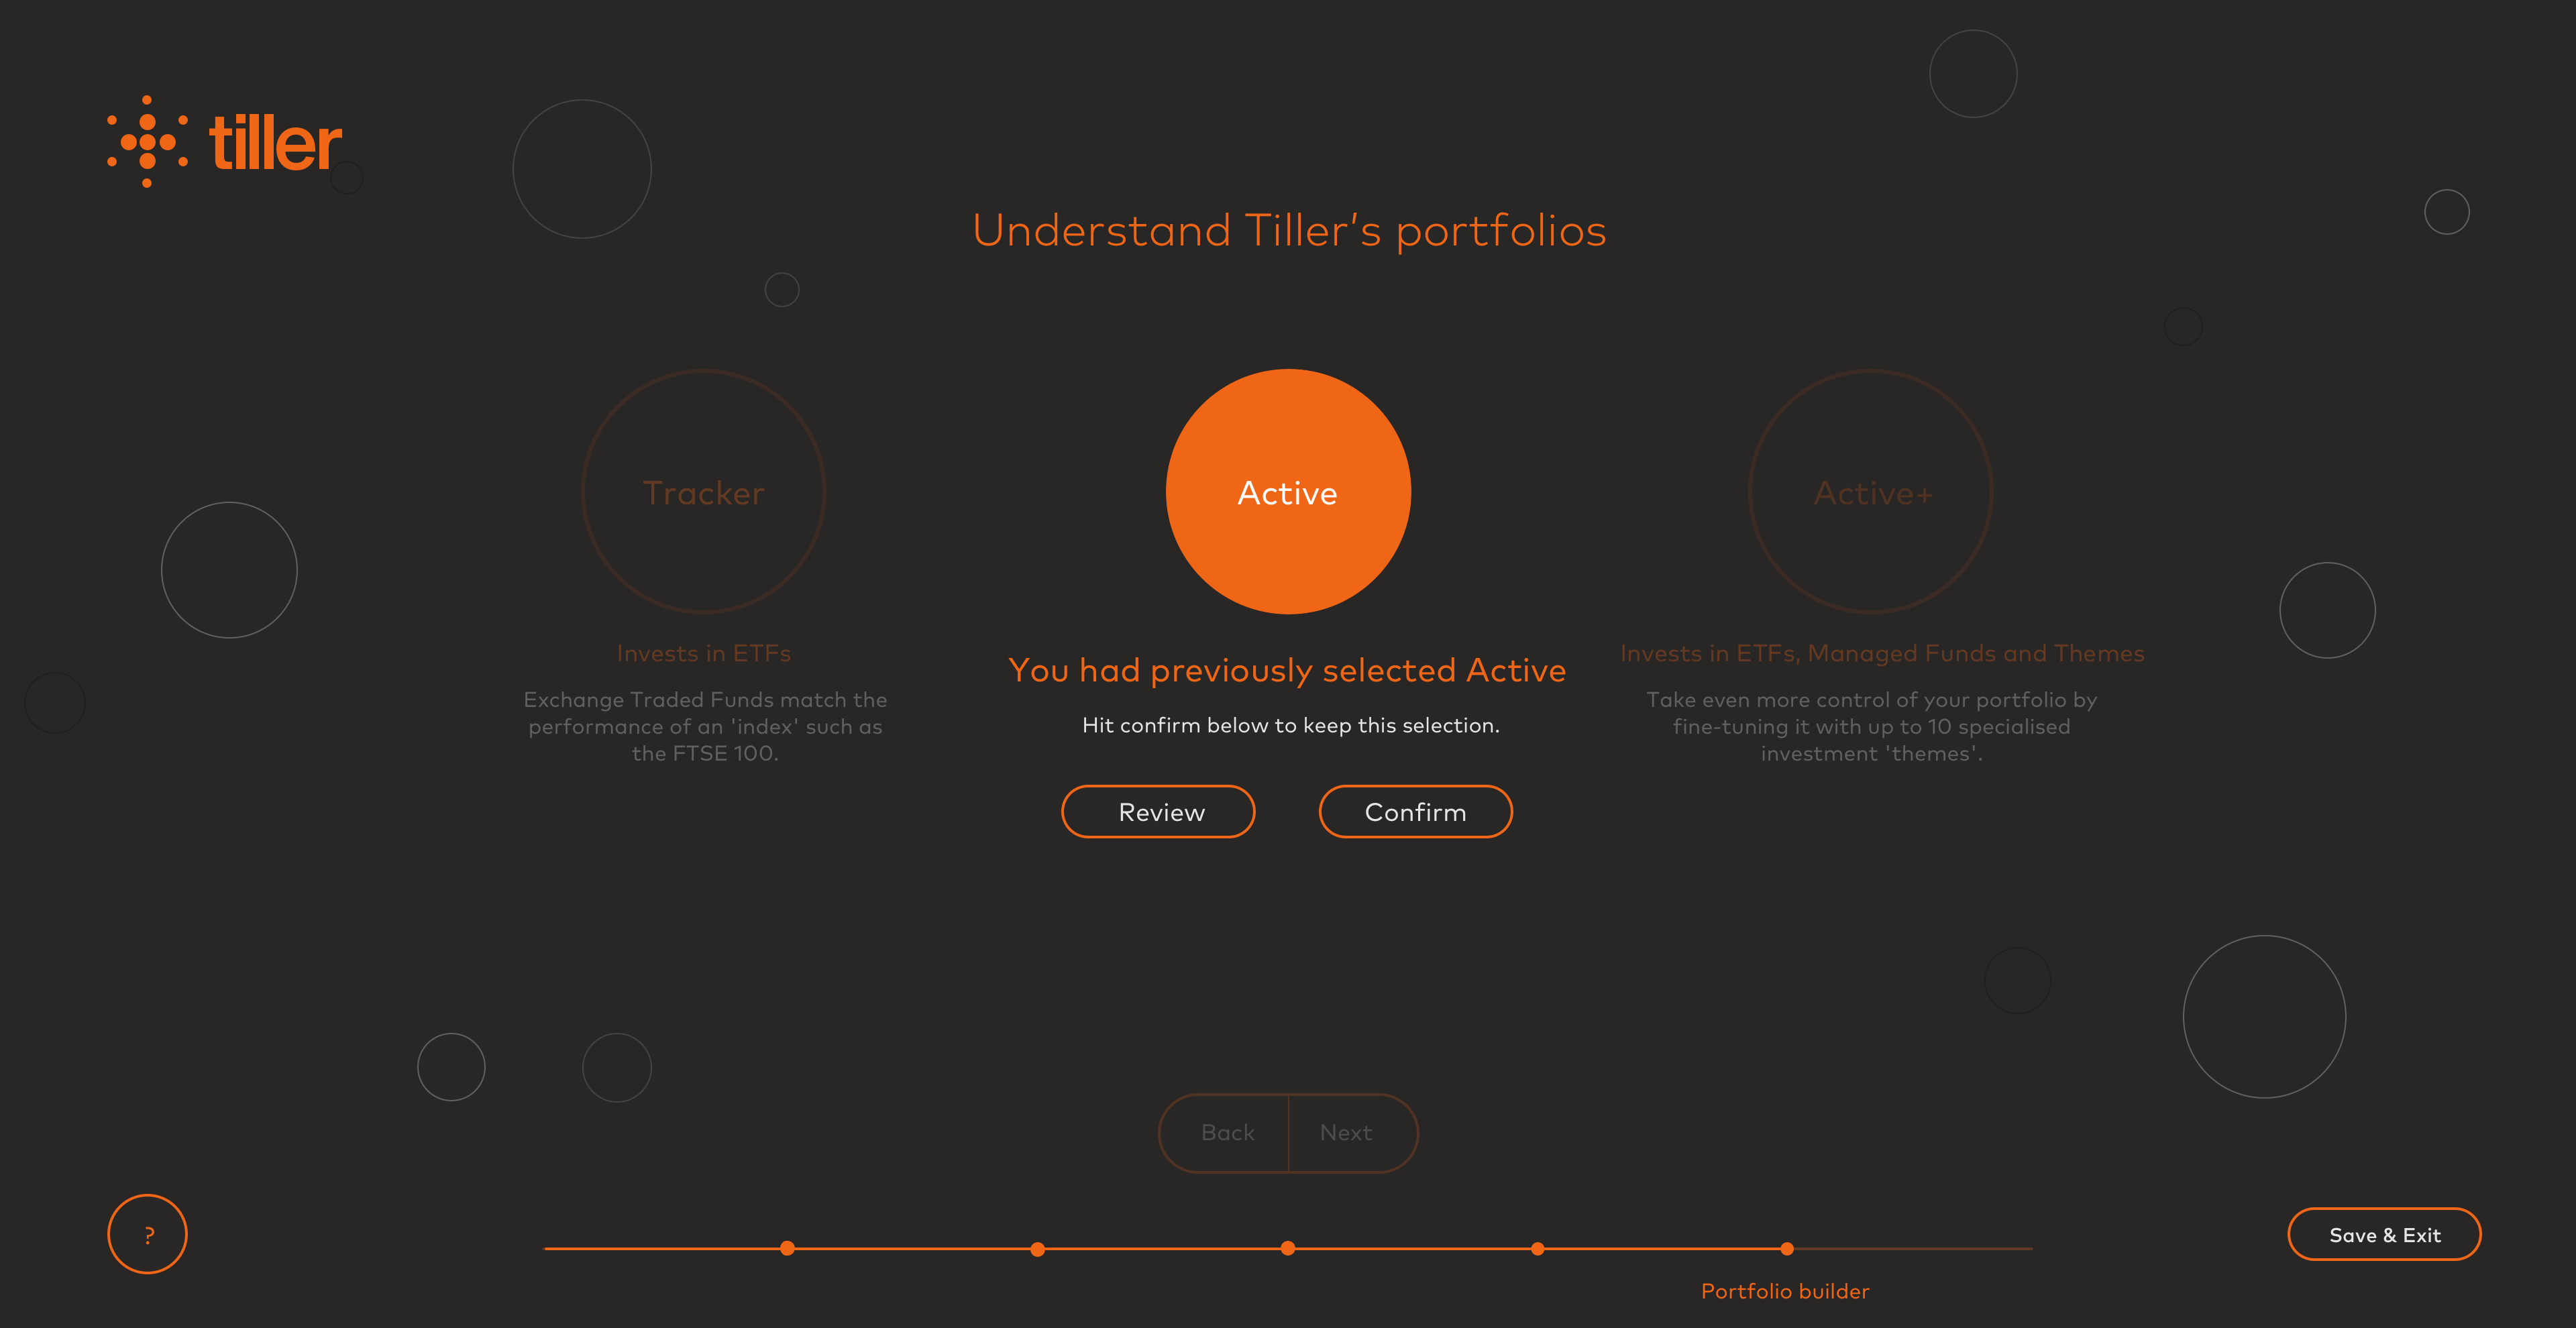 tiller
Understand Tiller’s portfolios
Tracker
Invests in ETFs
Exchange Traded Funds match the
performance of an 'index' such as
the FTSE 100.
Active
You had previously selected Active
Hit confirm below to keep this selection.
Review
Confirm
Active+
Invests in ETFs, Managed Funds and Themes
Take even more control of your portfolio by
fine-tuning it with up to 10 specialised
investment 'themes'.
Back
Next
?
Portfolio builder
Save & Exit